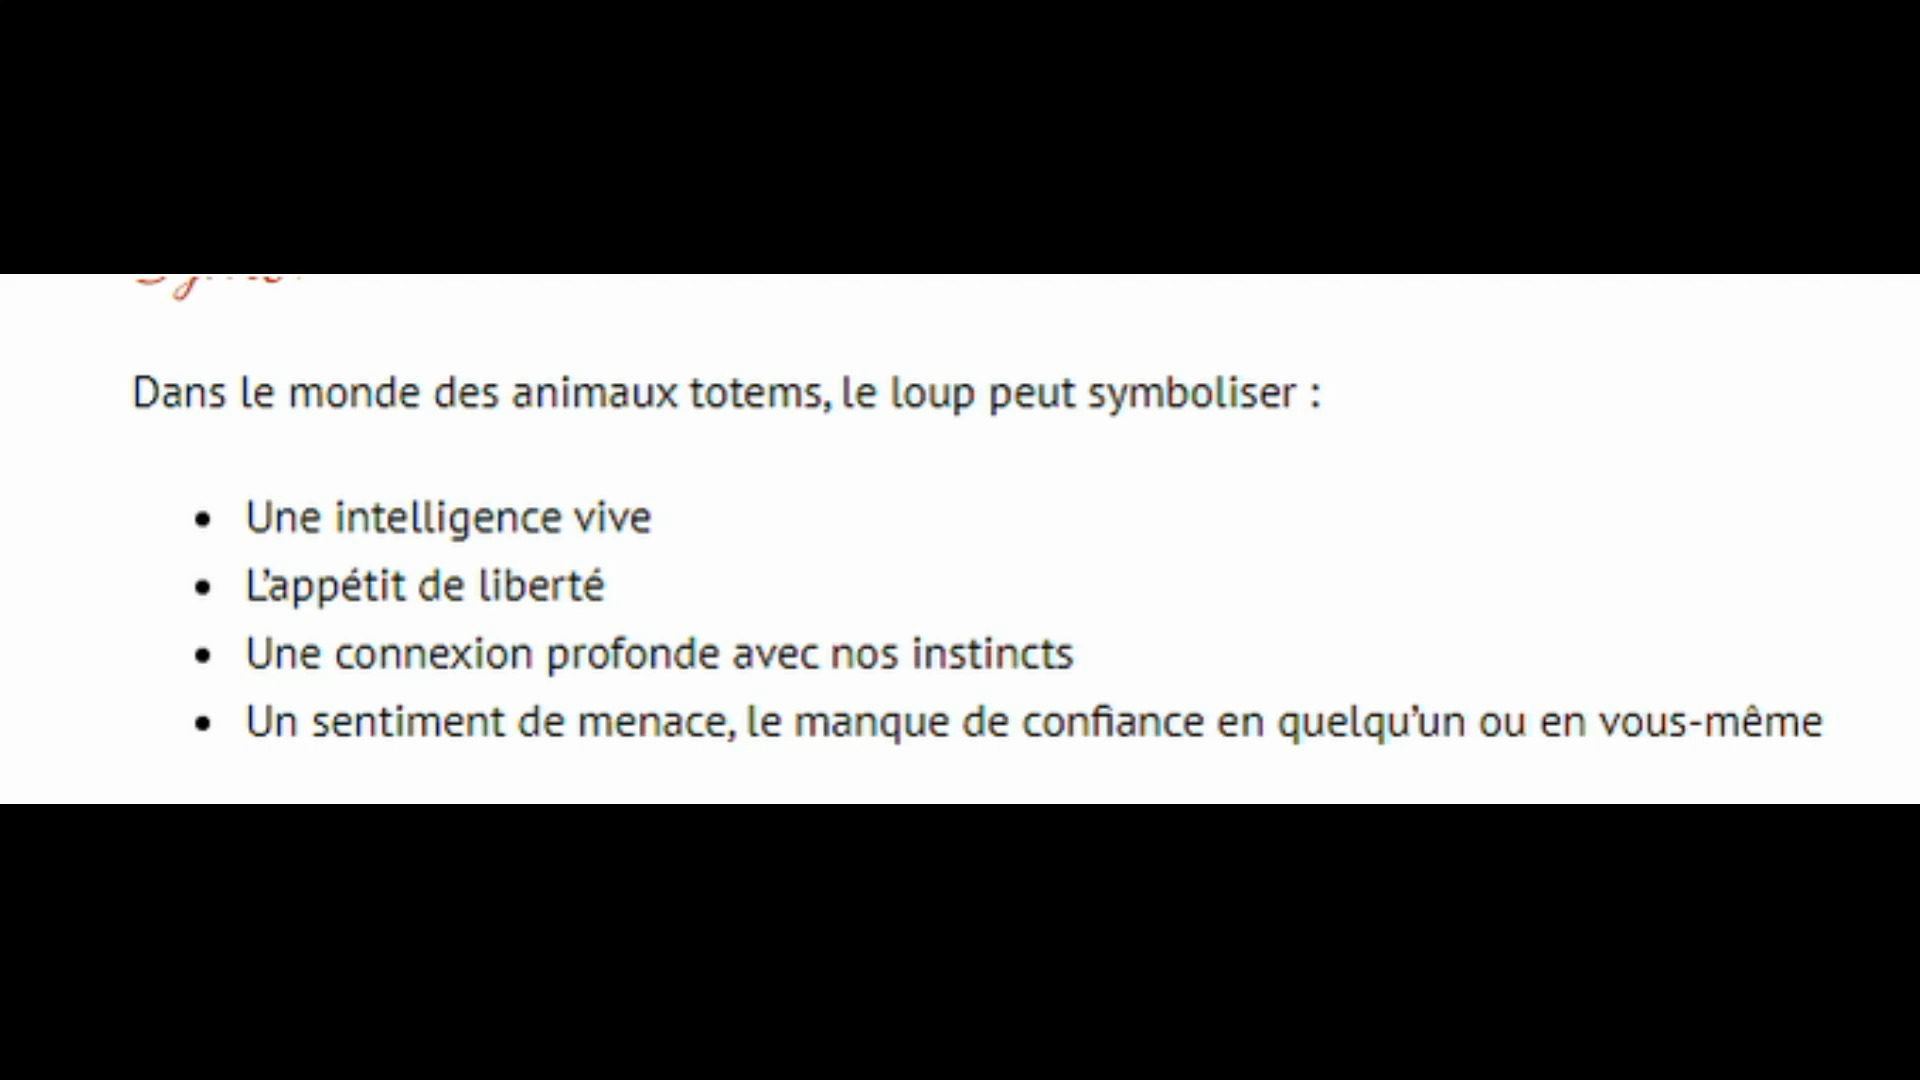 Dans le monde des animaux totems, le loup peut symboliser :
• Une intelligence vive
• L’appétit de liberté
• Une connexion profonde avec nos instincts
• Un sentiment de menace, le manque de confiance en quelqu’un ou en vous-même